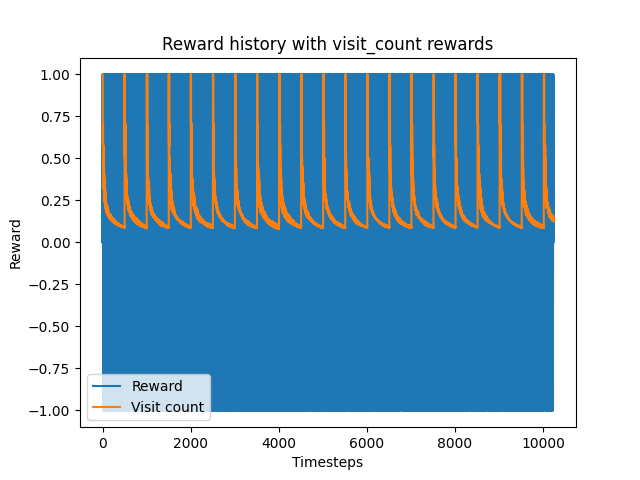 Reward history with visit_count rewards
1.00
0.75
0.50
0.25
0.00
−0.25
−0.50
−0.75
−1.00
Reward
Reward
Visit count
0 2000 4000 6000 8000 10000
Timesteps